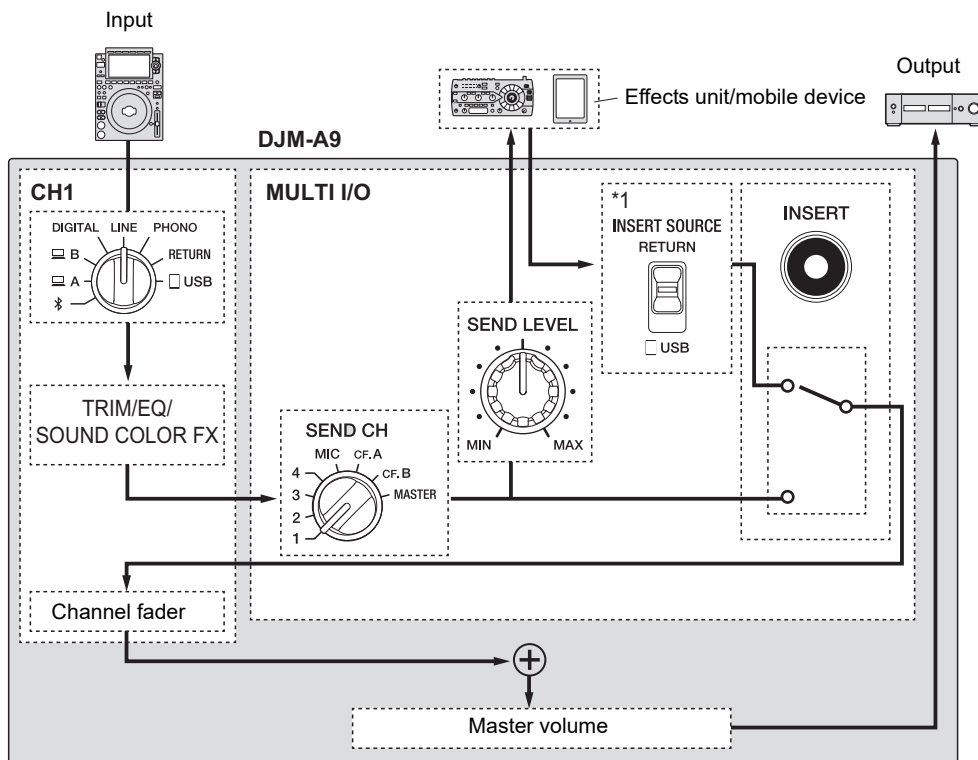 Input
Output
Effects unit/mobile device
DJM-A9
CH1
MULTI I/O
DIGITAL LINE PHONO
B
RETURN
A
USB
*1
INSERT SOURCE
RETURN
USB
INSERT
SEND LEVEL
MIN MAX
TRIM/EQ/
SOUND COLOR FX
SEND CH
MIC CF. A
4
CF. B
3
MASTER
2
1
Channel fader
Master volume